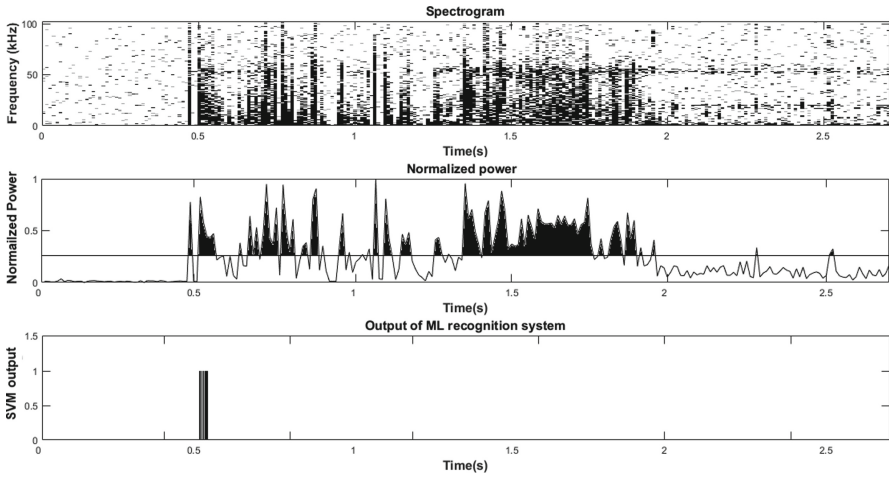 Spectrogram
Frequency (kHz)
100
50
0
0 0.5 1 1.5 2 2.5
Time(s)
Normalized power
Normailzed Power
1
0.5
0
0 0.5 1 1.5 2 2.5
Time(s)
Output of ML recognition system
SVM output
1.5
1
0.5
0
0 0.5 1 1.5 2 2.5
Time(s)